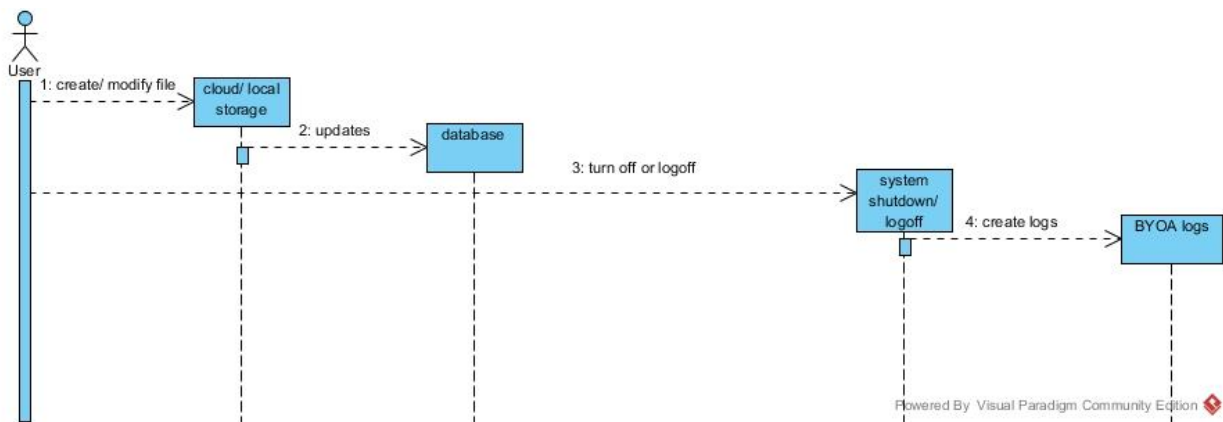 User
1: create/ modify file
cloud/ local
storage
2: updates
database
3: turn off or logoff
system
shutdown/
logoff
4: create logs
BYOA logs
Powered By Visual Paradigm Community Edition